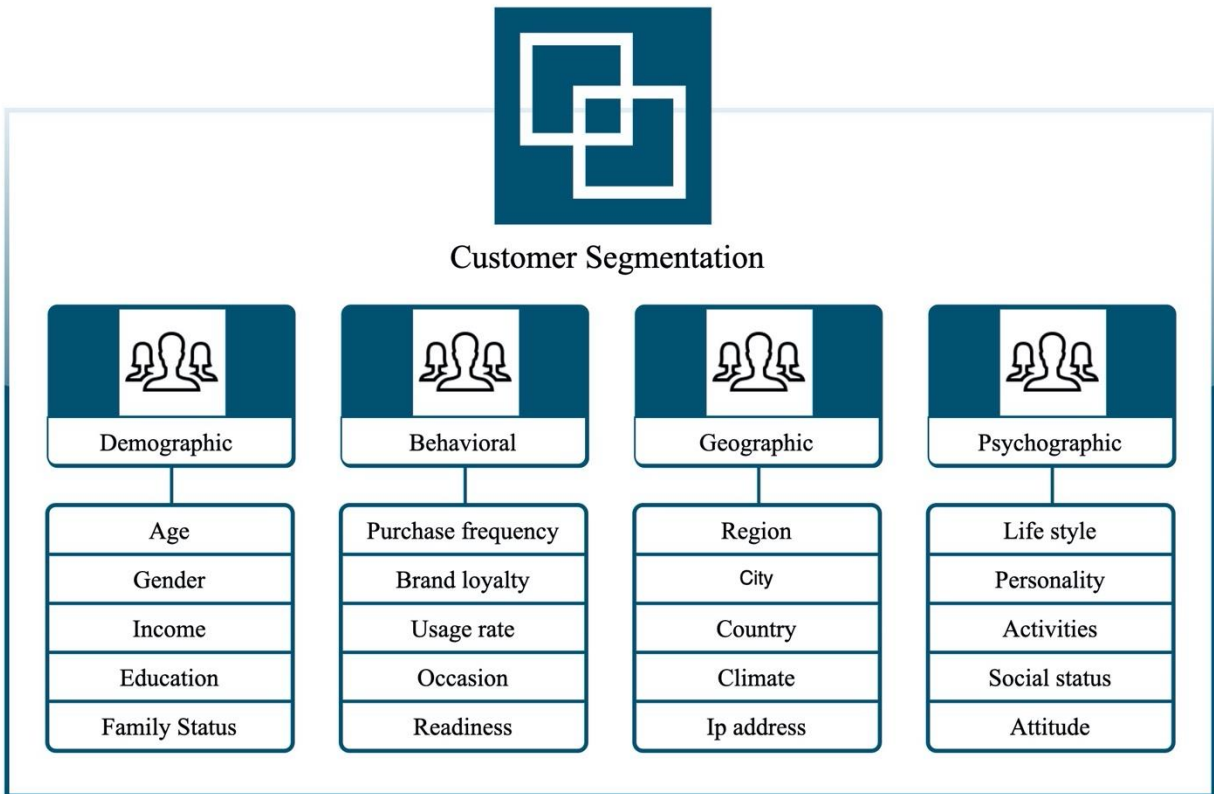 Customer Segmentation
Demographic
Age
Gender
Income
Education
Family Status
Behavioral
Purchase frequency
Brand loyalty
Usage rate
Occasion
Readiness
Geographic
Region
City
Country
Climate
Ip address
Psychographic
Life style
Personality
Activities
Social status
Attitude